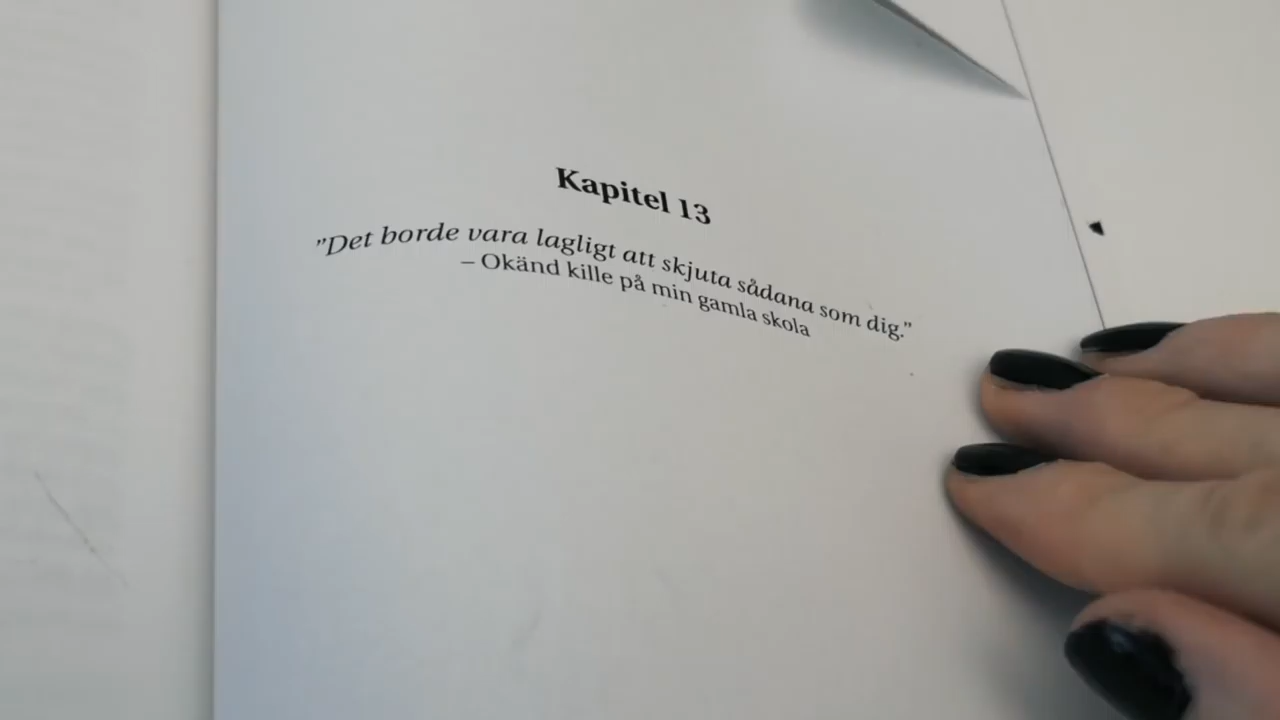 Kapitel 13
”Det borde vara lagligt att skjuta sådana som dig.”
– Okänd kille på min gamla skola